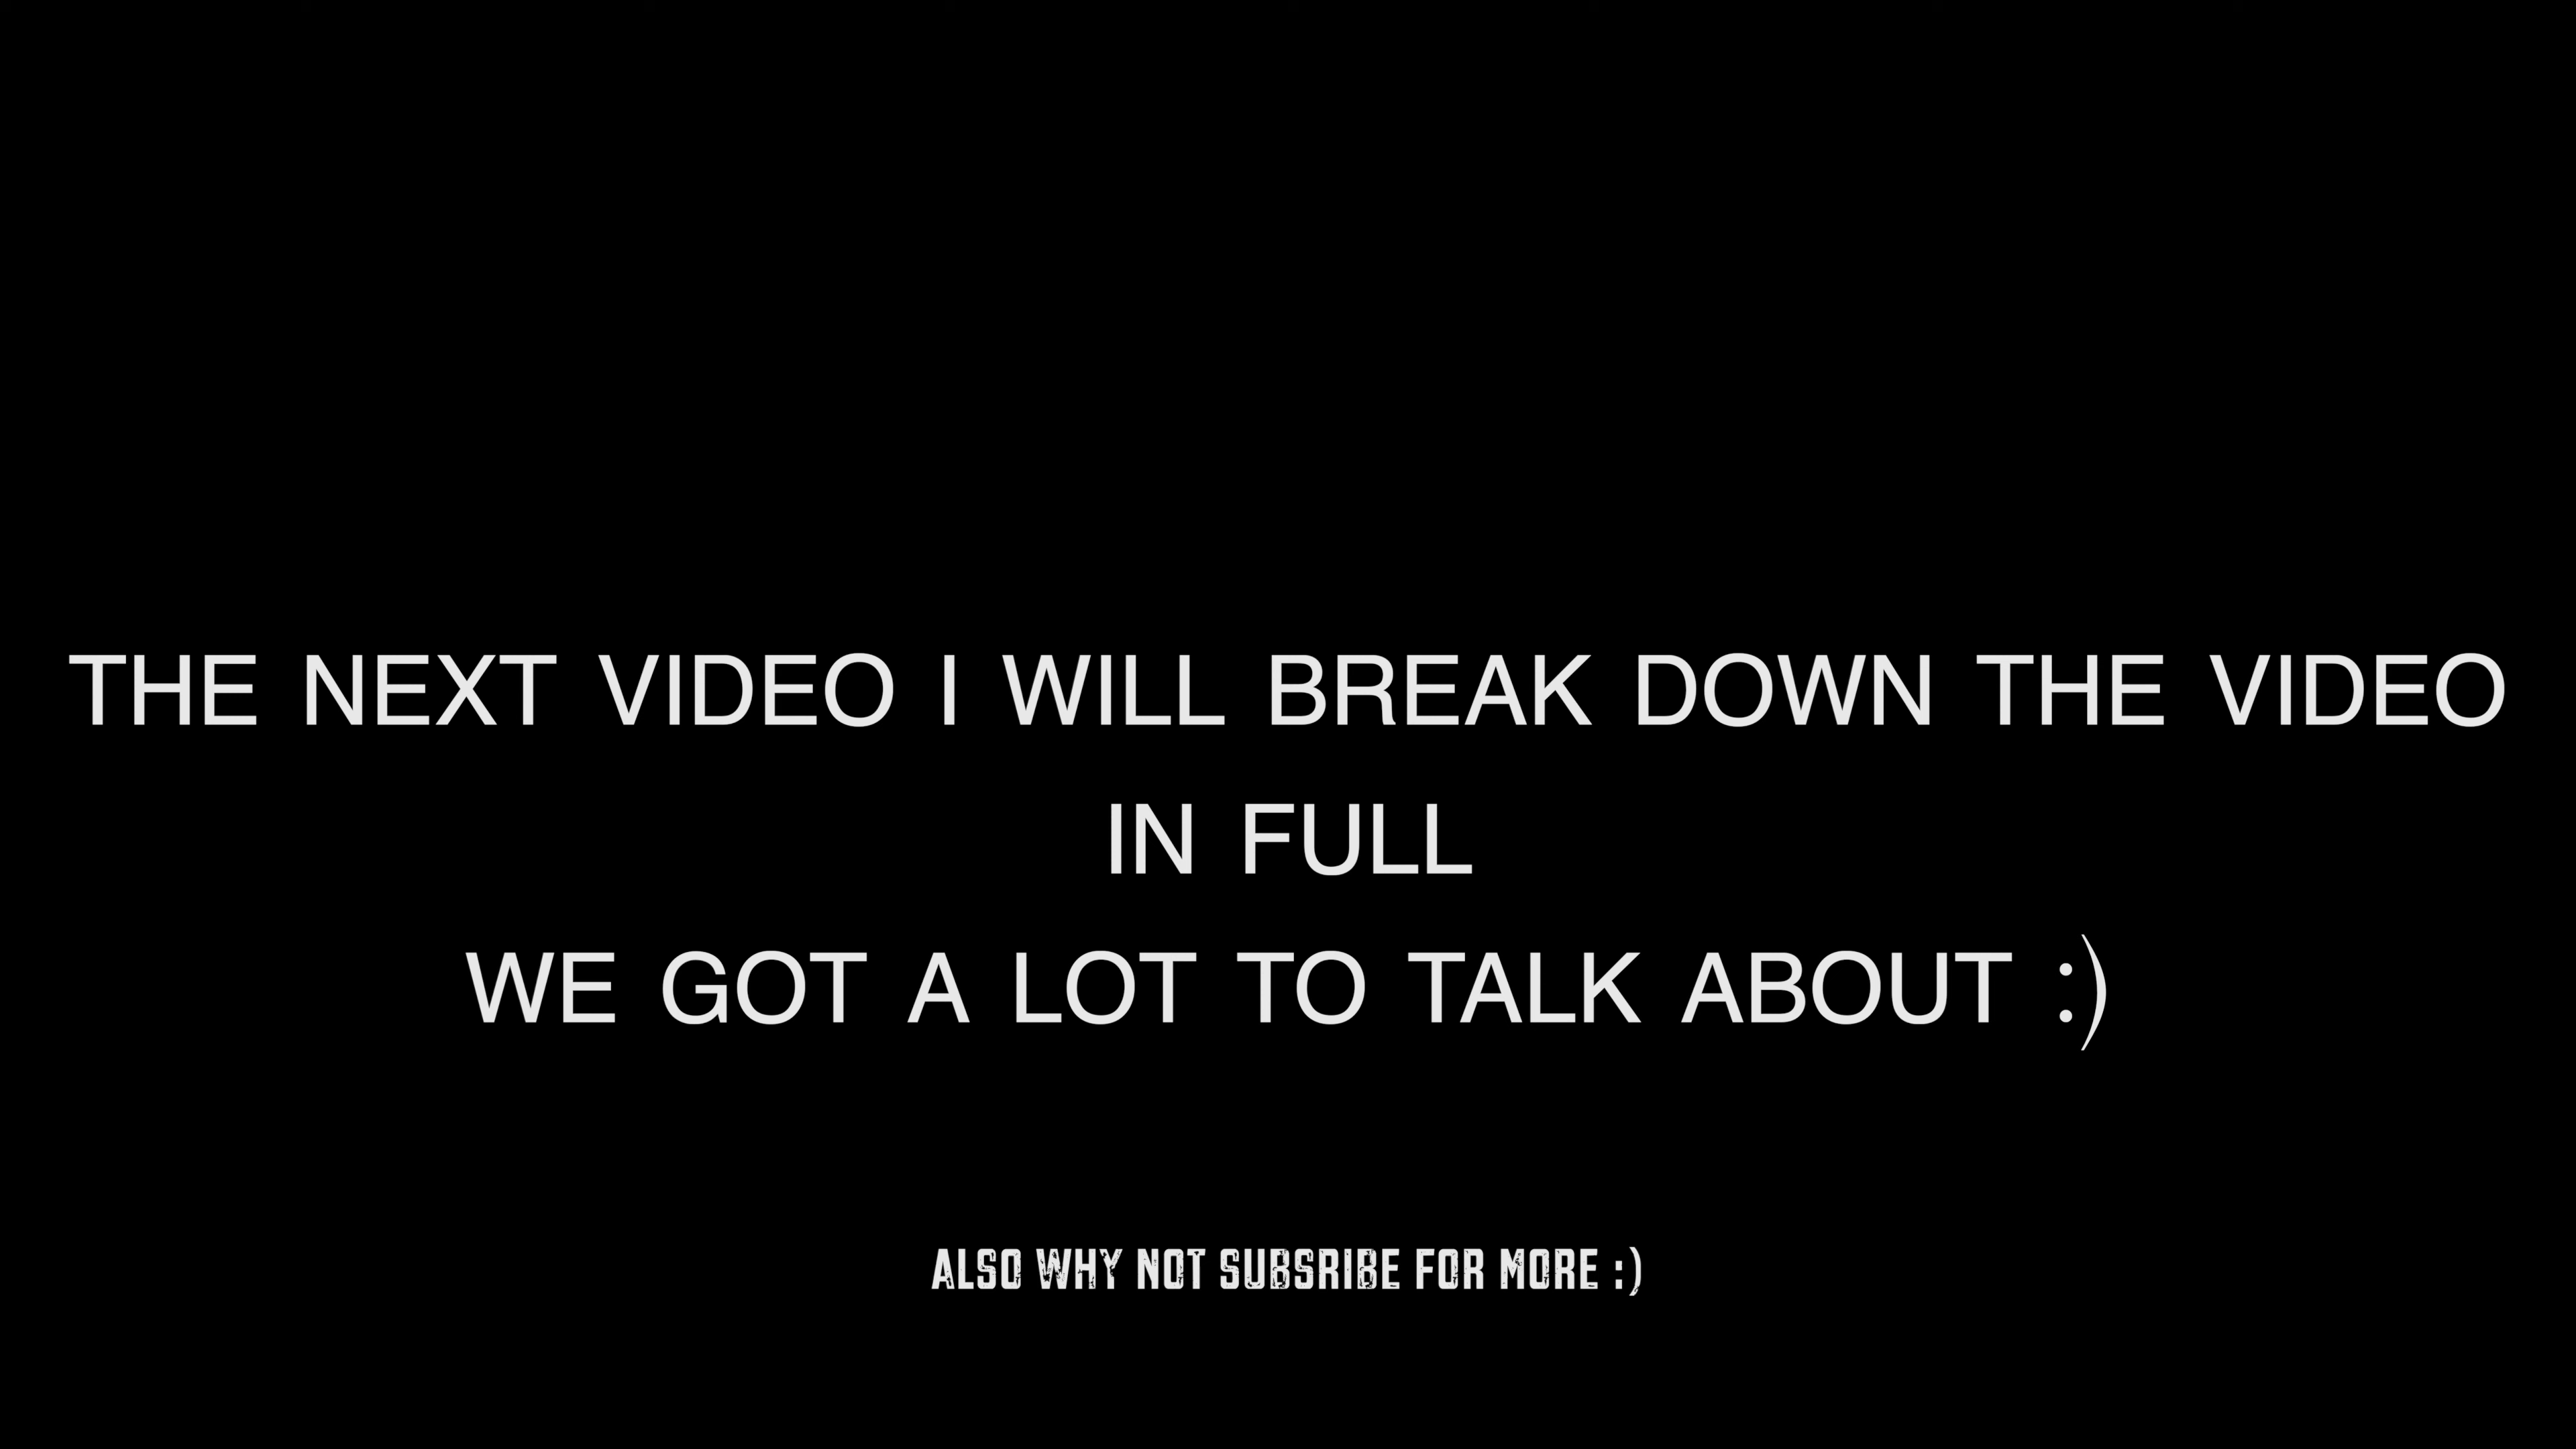 THE NEXT VIDEO I WILL BREAK DOWN THE VIDEO
IN FULL
WE GOT A LOT TO TALK ABOUT :)
ALSO WHY NOT SUBSRIBE FOR MORE :)